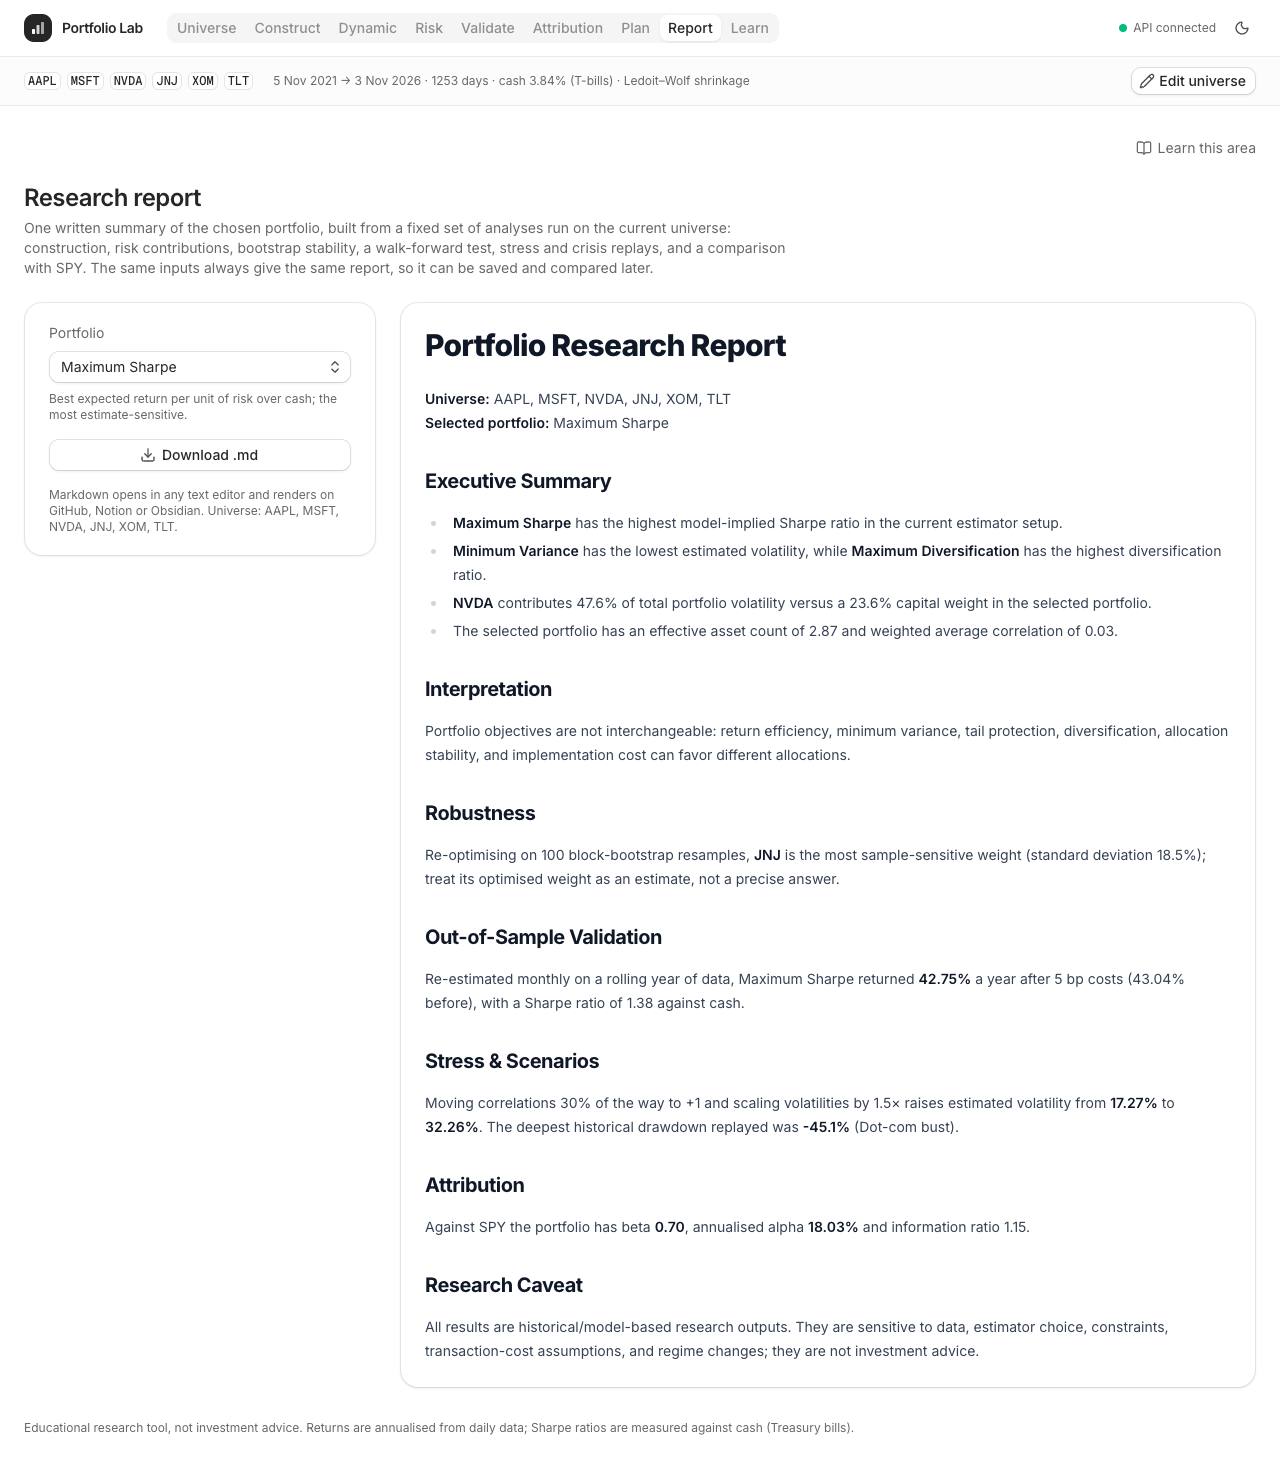 Portfolio Lab
Universe Construct Dynamic Risk Validate Attribution Plan Report Learn
API connected
AAPL MSFT NVDA JNJ XOM TLT
5 Nov 2021 → 3 Nov 2026 · 1253 days · cash 3.84% (T-bills) · Ledoit–Wolf shrinkage
Edit universe
Learn this area
Research report
One written summary of the chosen portfolio, built from a fixed set of analyses run on the current universe:
construction, risk contributions, bootstrap stability, a walk-forward test, stress and crisis replays, and a comparison
with SPY. The same inputs always give the same report, so it can be saved and compared later.
Portfolio
Maximum Sharpe
Best expected return per unit of risk over cash; the
most estimate-sensitive.
Download .md
Markdown opens in any text editor and renders on
GitHub, Notion or Obsidian. Universe: AAPL, MSFT,
NVDA, JNJ, XOM, TLT.
Portfolio Research Report
Universe: AAPL, MSFT, NVDA, JNJ, XOM, TLT
Selected portfolio: Maximum Sharpe
Executive Summary
Maximum Sharpe has the highest model-implied Sharpe ratio in the current estimator setup.
Minimum Variance has the lowest estimated volatility, while Maximum Diversification has the highest diversification
ratio.
NVDA contributes 47.6% of total portfolio volatility versus a 23.6% capital weight in the selected portfolio.
The selected portfolio has an effective asset count of 2.87 and weighted average correlation of 0.03.
Interpretation
Portfolio objectives are not interchangeable: return efficiency, minimum variance, tail protection, diversification, allocation
stability, and implementation cost can favor different allocations.
Robustness
Re-optimising on 100 block-bootstrap resamples, JNJ is the most sample-sensitive weight (standard deviation 18.5%);
treat its optimised weight as an estimate, not a precise answer.
Out-of-Sample Validation
Re-estimated monthly on a rolling year of data, Maximum Sharpe returned 42.75% a year after 5 bp costs (43.04%
before), with a Sharpe ratio of 1.38 against cash.
Stress & Scenarios
Moving correlations 30% of the way to +1 and scaling volatilities by 1.5× raises estimated volatility from 17.27% to
32.26%. The deepest historical drawdown replayed was -45.1% (Dot-com bust).
Attribution
Against SPY the portfolio has beta 0.70, annualised alpha 18.03% and information ratio 1.15.
Research Caveat
All results are historical/model-based research outputs. They are sensitive to data, estimator choice, constraints,
transaction-cost assumptions, and regime changes; they are not investment advice.
Educational research tool, not investment advice. Returns are annualised from daily data; Sharpe ratios are measured against cash (Treasury bills).